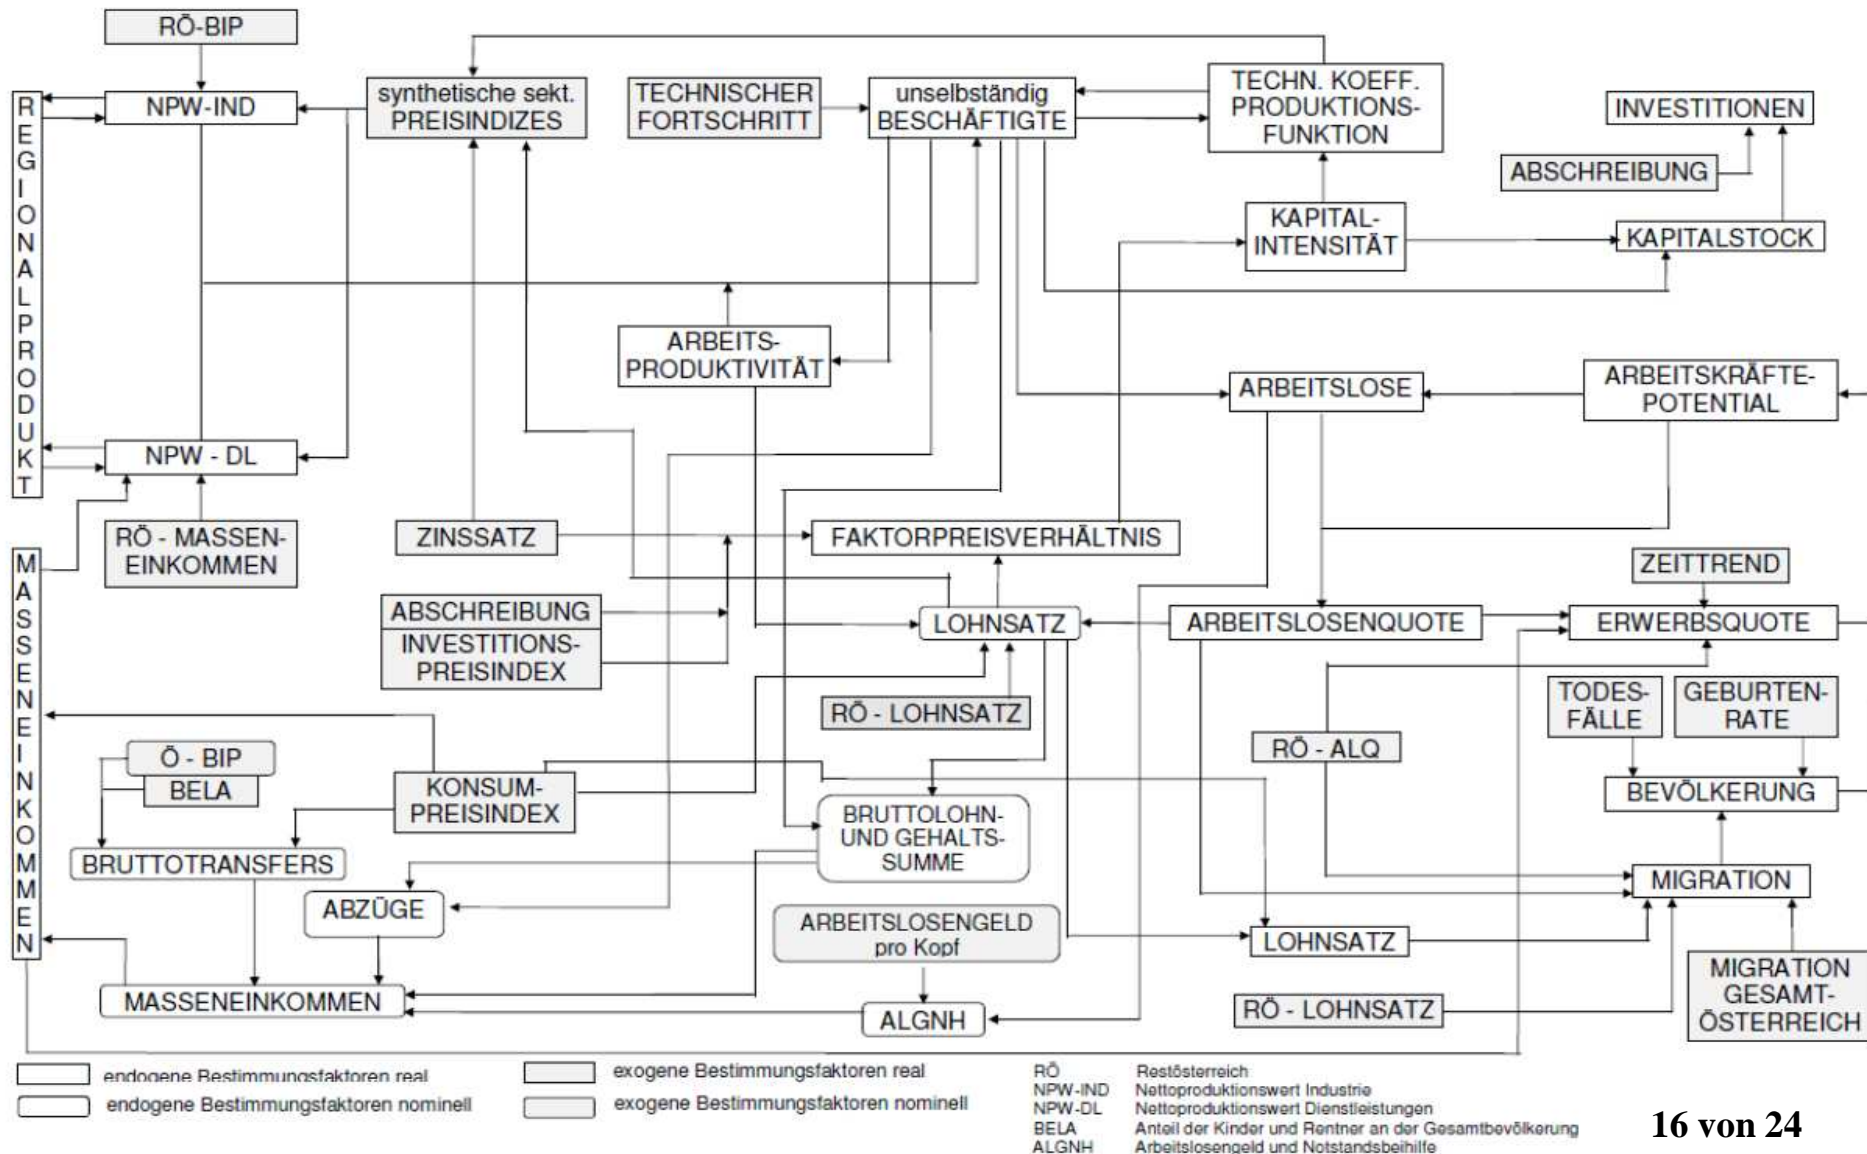 RÖ-BIP
REGIONALPRODUKT
NPW-IND
synthetische sekt.
PREISINDIZES
TECHNISCHER
FORTSCHRITT
unselbständig
BESCHÄFTIGTE
TECHN. KOEFF.
PRODUKTIONS-
FUNKTION
INVESTITIONEN
ABSCHREIBUNG
KAPITAL-
INTENSITÄT
KAPITALSTOCK
ARBEITS-
PRODUKTIVITÄT
ARBEITSLOSE
ARBEITSKRÄFTE-
POTENTIAL
NPW - DL
RÖ - MASSEN-
EINKOMMEN
ZINSSATZ
FAKTORPREISVERHÄLTNIS
MASSENEINKOMMEN
ZEITTREND
ABSCHREIBUNG
INVESTITIONS-
PREISINDEX
LOHNSATZ
ARBEITSLOSENQUOTE
ERWERBSQUOTE
RÖ - LOHNSATZ
TODES-
FÄLLE
GEBURTEN-
RATE
RÖ - ALQ
Ö - BIP
BELA
KONSUM-
PREISINDEX
BEVÖLKERUNG
BRUTTOLOHN-
UND GEHALTS-
SUMME
BRUTTOTRANSFERS
MIGRATION
ABZÜGE
ARBEITSLOSENGELD
pro Kopf
LOHNSATZ
MIGRATION
GESAMT-
ÖSTERREICH
MASSENEINKOMMEN
ALGNH
RÖ - LOHNSATZ
endogene Bestimmungsfaktoren real
endogene Bestimmungsfaktoren nominell
exogene Bestimmungsfaktoren real
exogene Bestimmungsfaktoren nominell
RÖ Restösterreich
NPW-IND Nettoproduktionswert Industrie
NPW-DL Nettoproduktionswert Dienstleistungen
BELA Anteil der Kinder und Rentner an der Gesamtbevölkerung
ALGNH Arbeitslosengeld und Notstandsbeihilfe
16 von 24